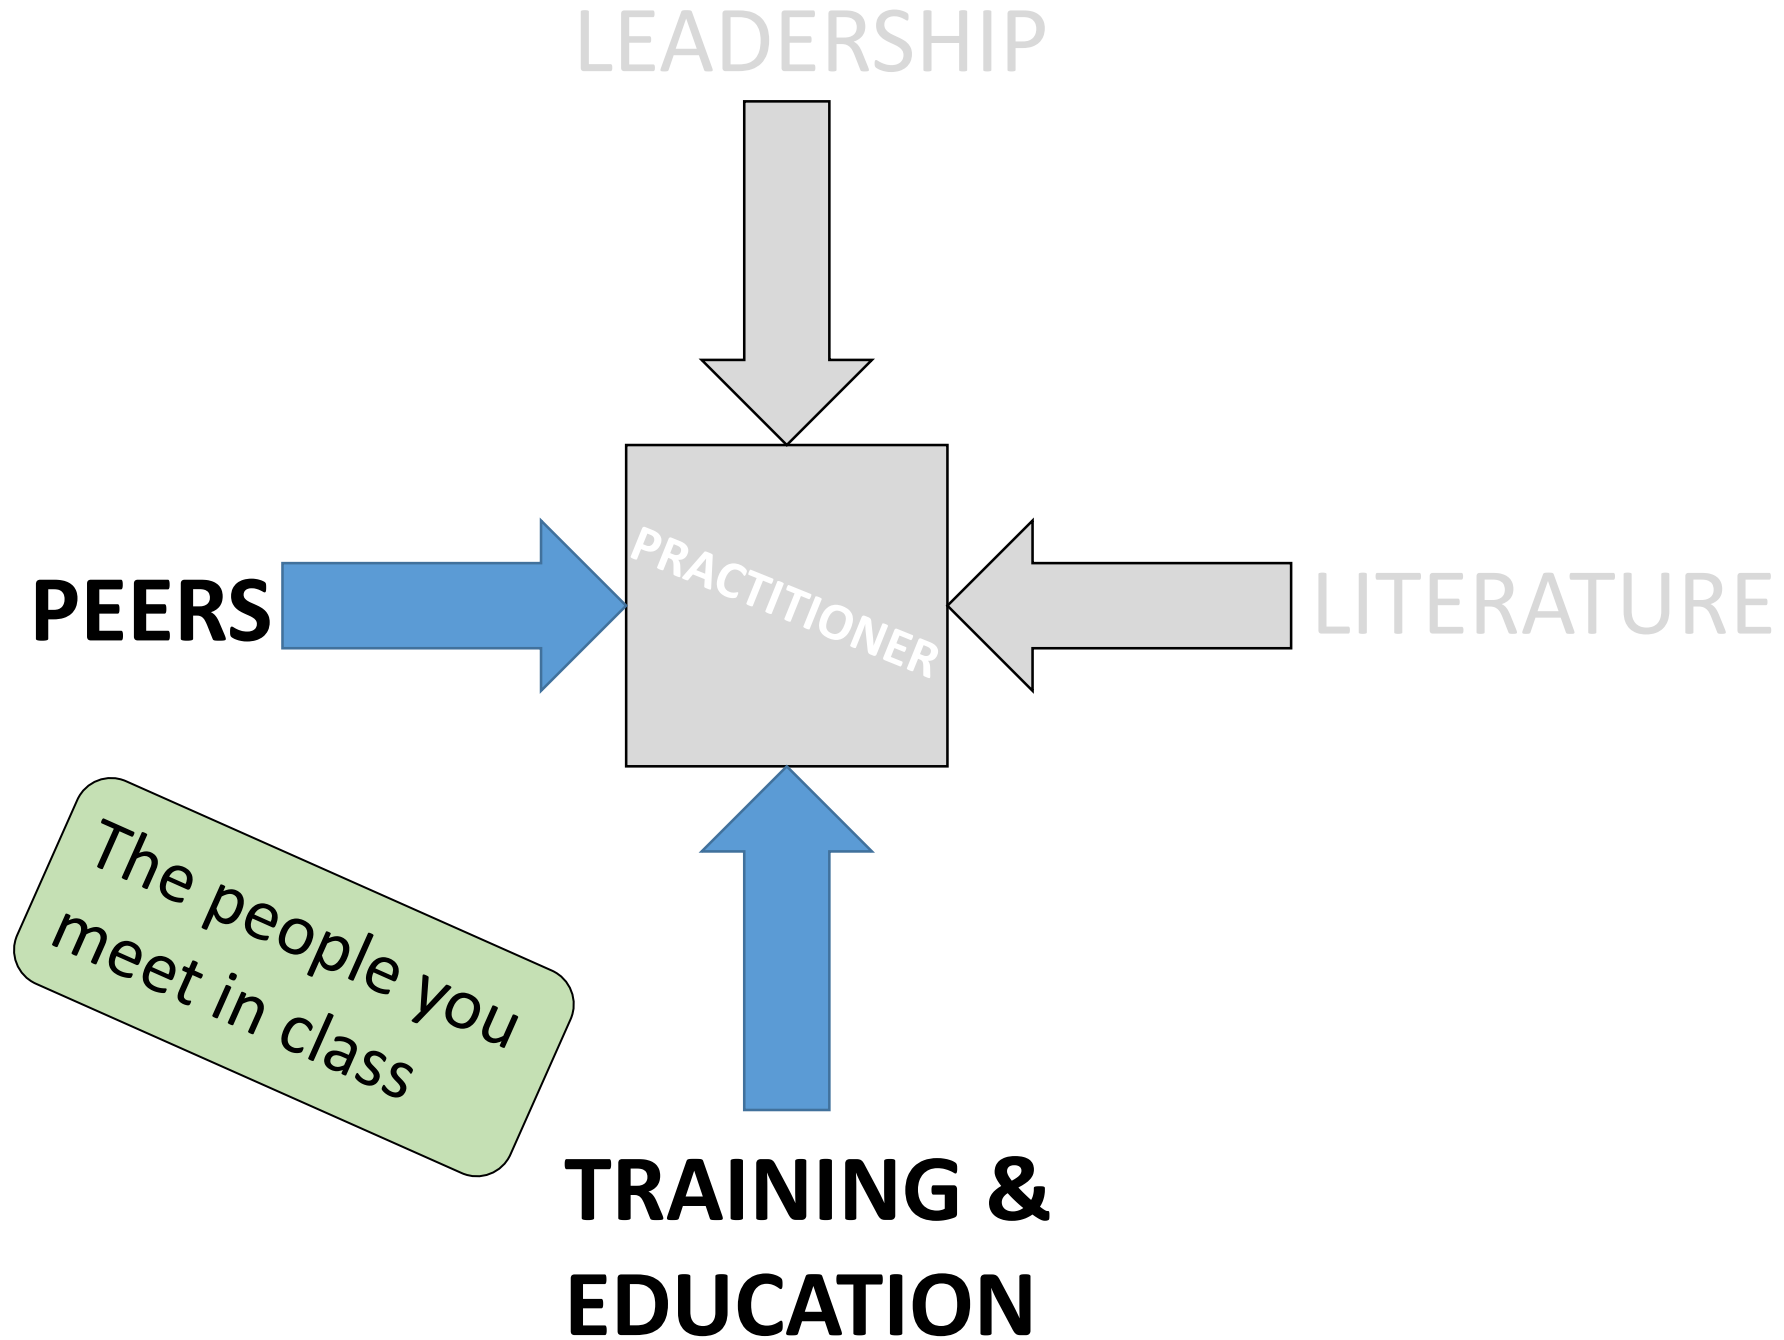 LEADERSHIP
PRACTITIONER
PEERS
LITERATURE
The people you
meet in class
TRAINING &
EDUCATION